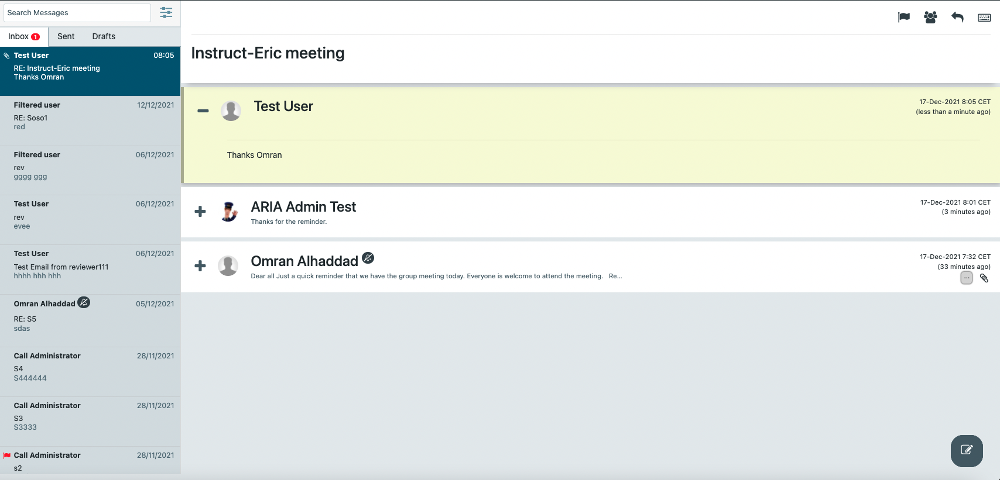 Search Messages
Inbox 1 Sent Drafts
Test User 08:05
RE: Instruct-Eric meeting
Thanks Omran
Filtered user 12/12/2021
RE: Soso1
red
Filtered user 06/12/2021
rev
gggg ggg
Test User 06/12/2021
rev
evee
Test User 06/12/2021
Test Email from reviewer111
hhhh hhh hhh
Omran Alhaddad 05/12/2021
RE: S5
sdas
Call Administrator 28/11/2021
S4
S444444
Call Administrator 28/11/2021
S3
S3333
Call Administrator 28/11/2021
s2
Instruct-Eric meeting
Test User
17-Dec-2021 8:05 CET
(less than a minute ago)
Thanks Omran
ARIA Admin Test
17-Dec-2021 8:01 CET
(3 minutes ago)
Thanks for the reminder.
Omran Alhaddad
17-Dec-2021 7:32 CET
(33 minutes ago)
Dear all Just a quick reminder that we have the group meeting today. Everyone is welcome to attend the meeting. Re...
...